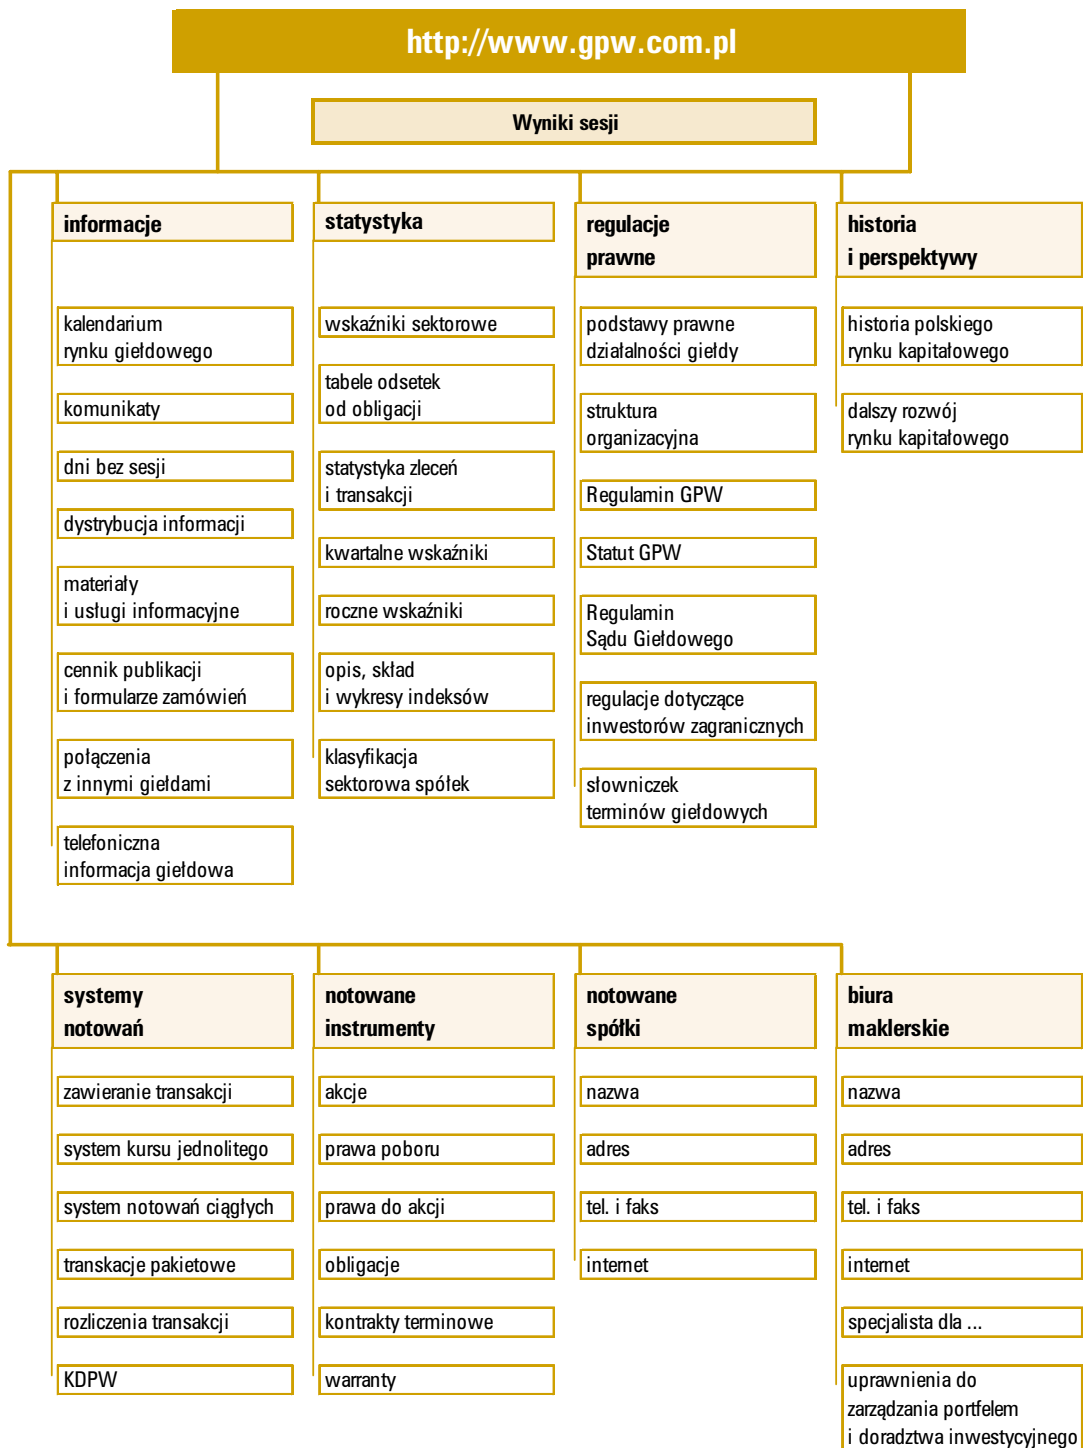 http://www.gpw.com.pl
Wyniki sesji
informacje
kalendarium
rynku giełdowego
komunikaty
dni bez sesji
dystrybucja informacji
materiały
i usługi informacyjne
cennik publikacji
i formularze zamówień
połączenia
z innymi giełdami
telefoniczna
informacja giełdowa
statystyka
wskaźniki sektorowe
tabele odsetek
od obligacji
statystyka zleceń
i transakcji
kwartalne wskaźniki
roczne wskaźniki
opis, skład
i wykresy indeksów
klasyfikacja
sektorowa spółek
regulacje
prawne
podstawy prawne
działalności giełdy
struktura
organizacyjna
Regulamin GPW
Statut GPW
Regulamin
Sądu Giełdowego
regulacje dotyczące
inwestorów zagranicznych
słowniczek
terminów giełdowych
historia
i perspektywy
historia polskiego
rynku kapitałowego
dalszy rozwój
rynku kapitałowego
systemy
notowań
zawieranie transakcji
system kursu jednolitego
system notowań ciągłych
transkacje pakietowe
rozliczenia transakcji
KDPW
notowane
instrumenty
akcje
prawa poboru
prawa do akcji
obligacje
kontrakty terminowe
warranty
notowane
spółki
nazwa
adres
tel. i faks
internet
biura
maklerskie
nazwa
adres
tel. i faks
internet
specjalista dla ...
uprawnienia do
zarządzania portfelem
i doradztwa inwestycyjnego